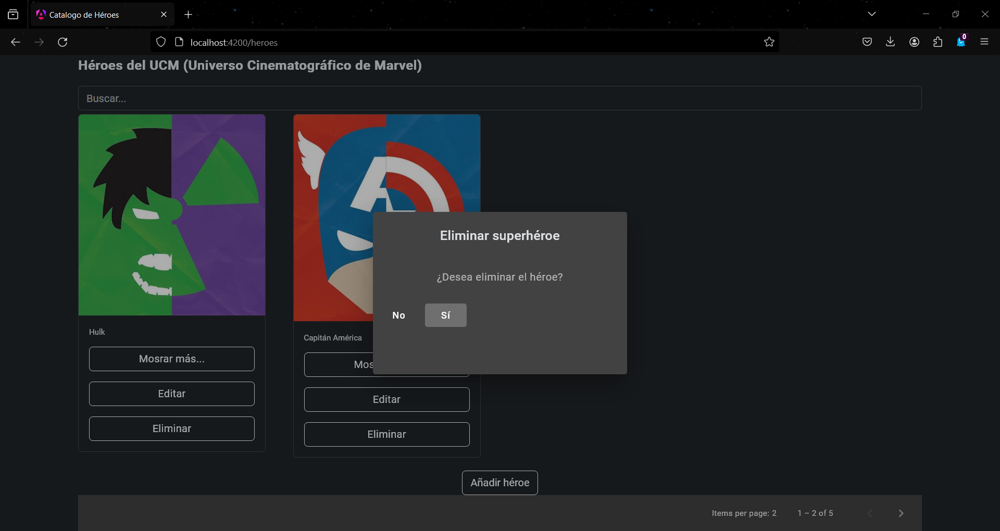 Catalogo de Héroes
localhost:4200/heroes
0
Héroes del UCM (Universo Cinematográfico de Marvel)
Buscar...
A
Eliminar superhéroe
¿Desea eliminar el héroe?
No
Sí
Hulk
Mosrar más...
Editar
Eliminar
Capitán América
Mos
Editar
Eliminar
Añadir héroe
Items per page: 2
1 – 2 of 5